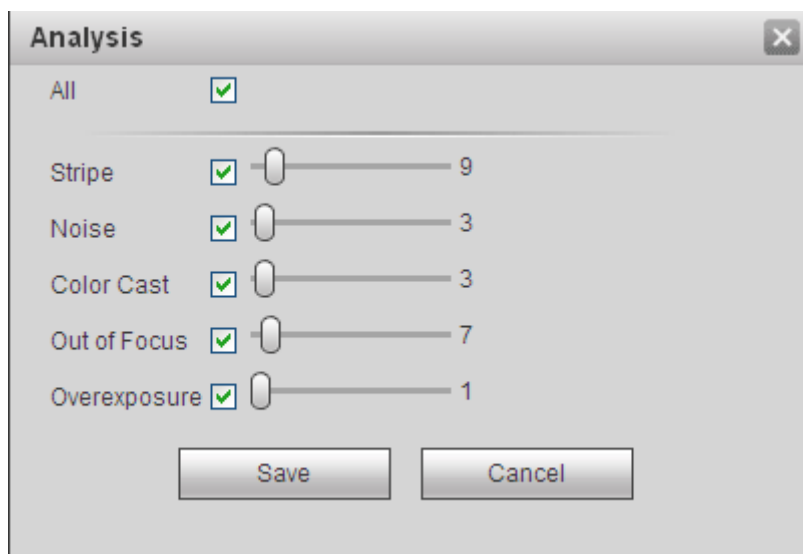 Analysis
All
Stripe 9
Noise 3
Color Cast 3
Out of Focus 7
Overexposure 1
Save Cancel